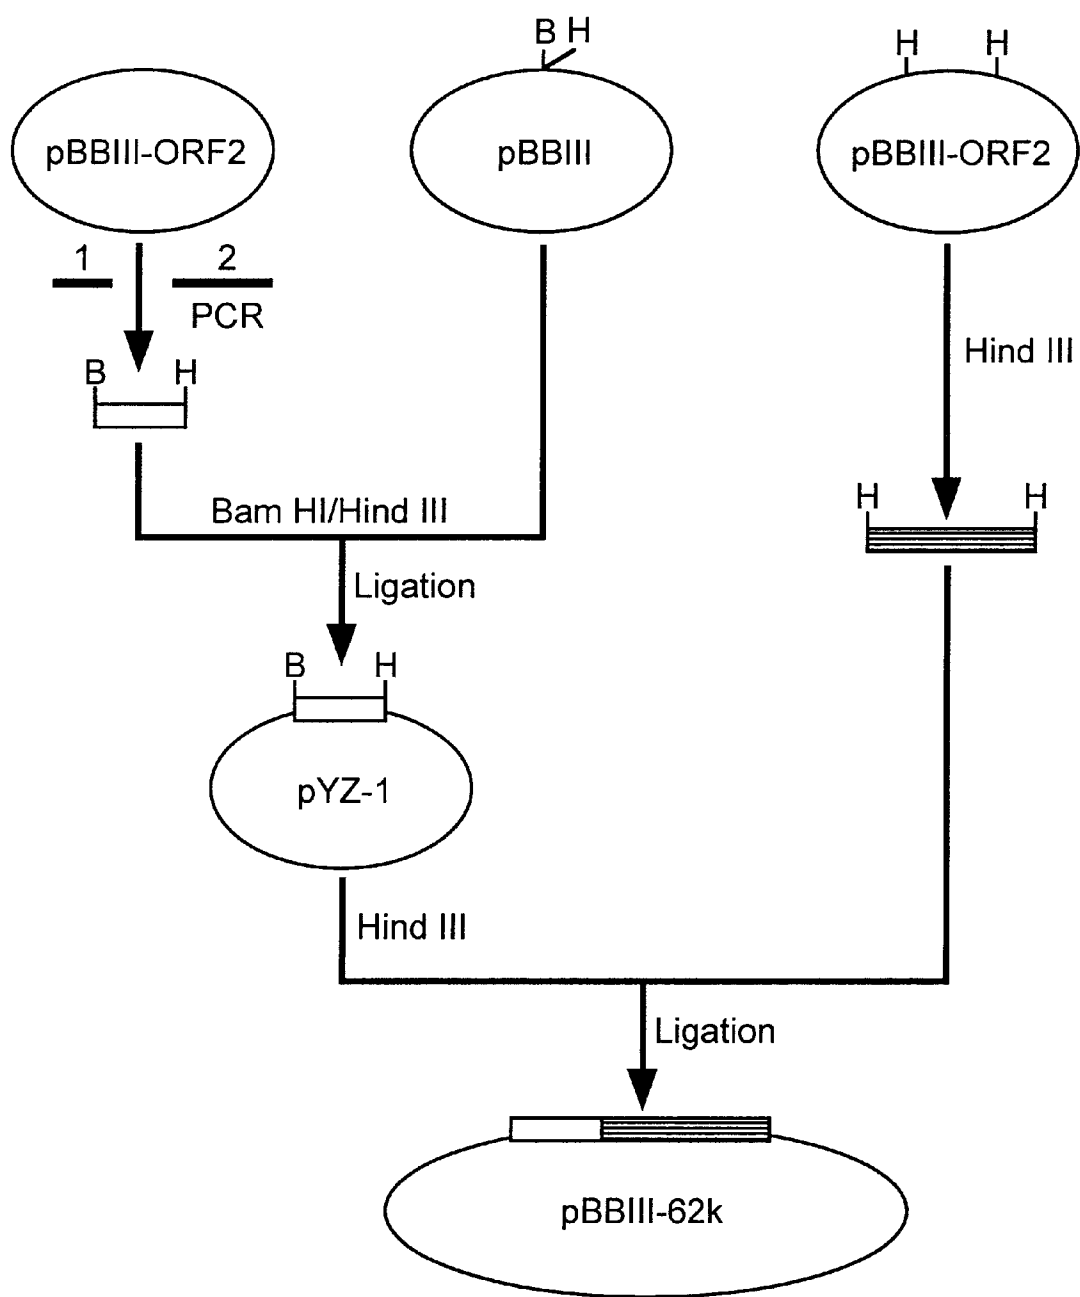 B H
H H
pBBIII-ORF2
pBBIII
pBBIII-ORF2
1 2
PCR
Hind III
B H
H H
Bam HI/Hind III
Ligation
B H
pYZ-1
Hind III
Ligation
pBBIII-62k